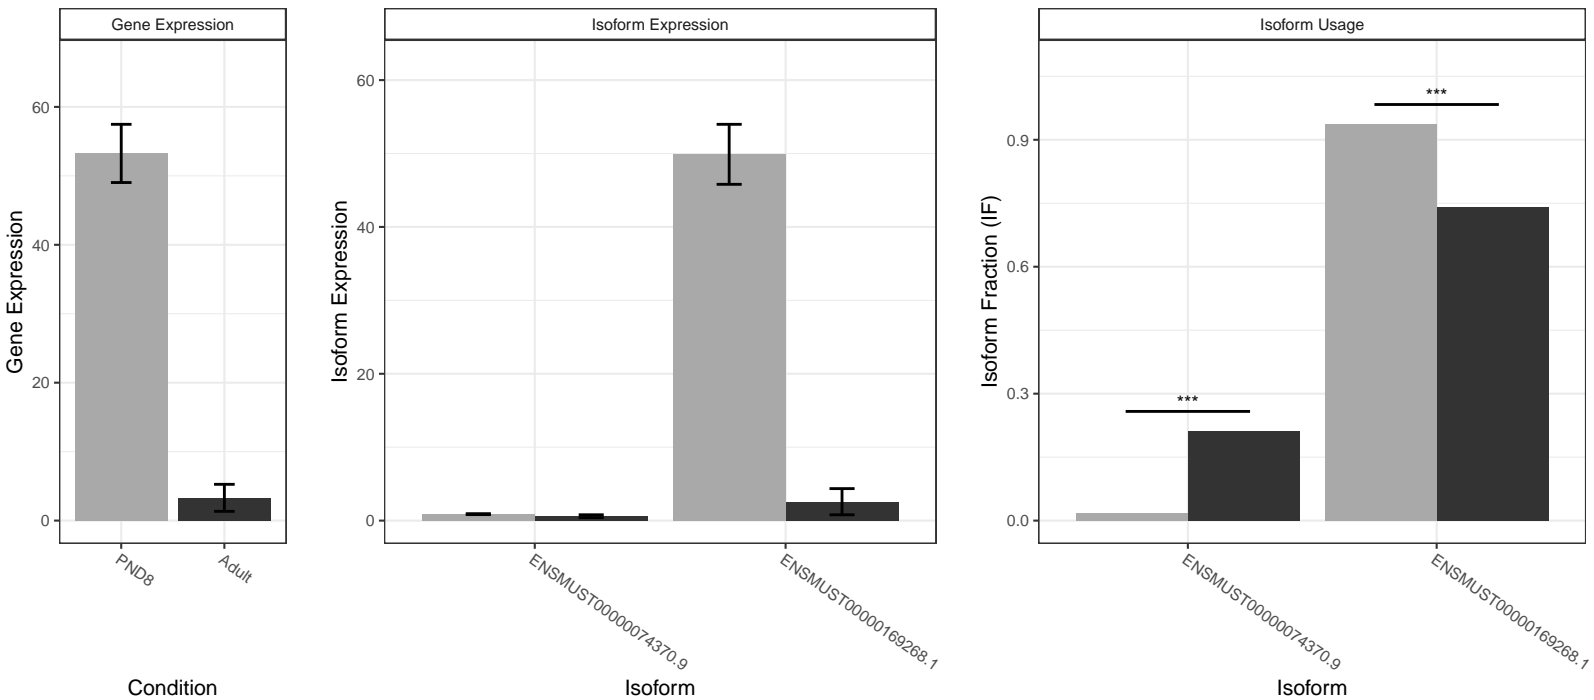 Gene Expression
Gene Expression
60
40
20
0
PND8
Adult
Condition
Isoform Expression
Isoform Expression
60
40
20
0
ENSMUST00000074370.9
ENSMUST00000169268.1
Isoform
Isoform Usage
Isoform Fraction (IF)
0.9
0.6
0.3
0.0
***
***
ENSMUST00000074370.9
ENSMUST00000169268.1
Isoform